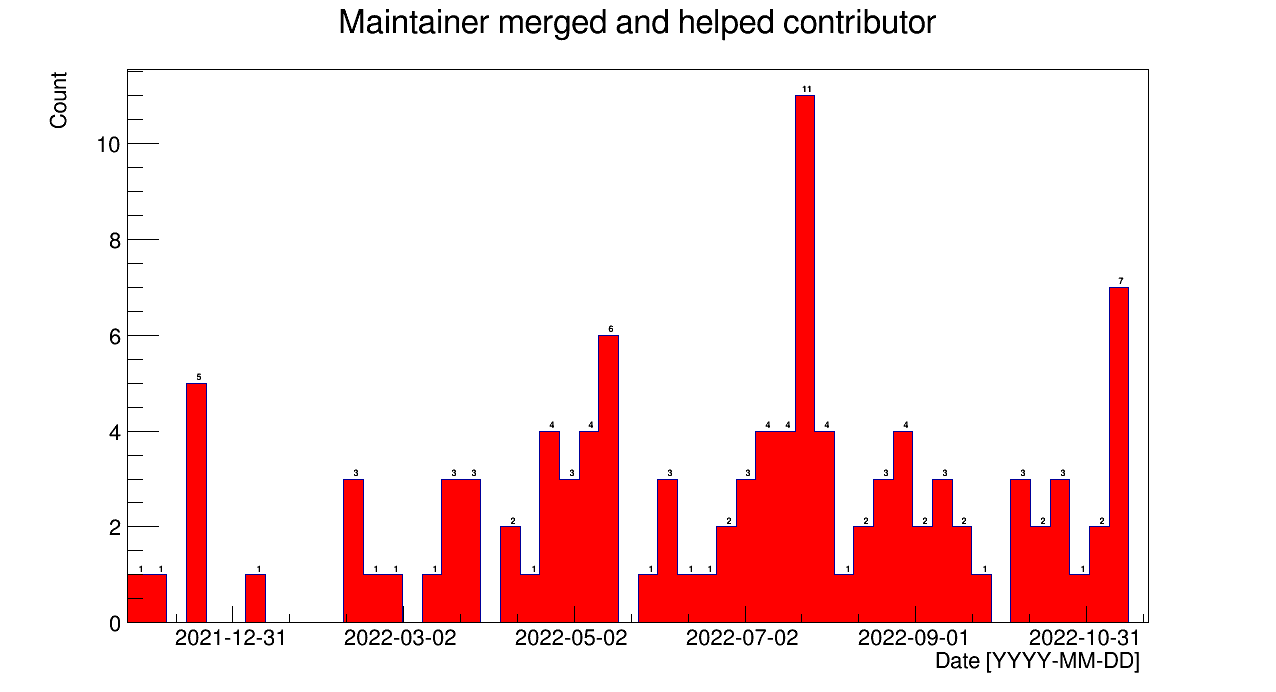 Maintainer merged and helped contributor
Count
11
10
7
8
6
6
5
4 4 4 4 4 4
4
3 3 3 3 3 3 3 3 3 3
2 2 2 2 2 2 2
2
1 1 1 1 1 1 1 1 1 1 1 1 1
0
2021-12-31 2022-03-02 2022-05-02 2022-07-02 2022-09-01 2022-10-31
Date [YYYY-MM-DD]